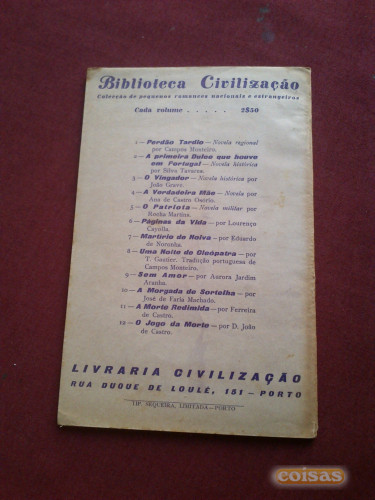 Biblioteca Civilização
Colecção de pequenos romances nacionais e estrangeiros
Cada volume . . . . . 2$50
1 — Perdão Tardio — Novela regional
por Campos Monteiro.
2 — A primeira Dulce que houve
em Portugal — Novela histórica
por Silva Tavares.
3 — O Vingador — Novela histórica por
João Grave.
4 — A Verdadeira Mãe — Novela por
Ana de Castro Osorio.
5 — O Patriota — Novela militar por
Rocha Martins.
6 — Páginas da Vida — por Lourenço
Cayolla.
7 — Martirio da Noiva — por Eduardo
de Noronha.
8 — Uma Noite de Cleópatra — por
T. Gautier. Tradução portuguesa de
Campos Monteiro.
9 — Sem Amor — por Aurora Jardim
Aranha.
10 — A Morgada de Sortelha — por
José de Faria Machado.
11 — A Morte Redimida — por Ferreira
de Castro.
12 — O Jogo da Morte — por D. João
de Castro.
LIVRARIA CIVILIZAÇÃO
RUA DUQUE DE LOULÉ, 151 — PORTO
TIP. SEQUEIRA, LIMITADA — PORTO
coisas